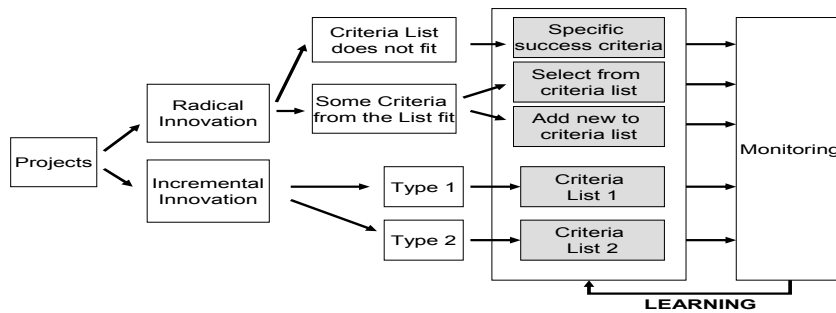 Projects
Radical
Innovation
Incremental
Innovation
Criteria List
does not fit
Some Criteria
from the List fit
Type 1
Type 2
Specific
success criteria
Select from
criteria list
Add new to
criteria list
Criteria
List 1
Criteria
List 2
Monitoring
LEARNING